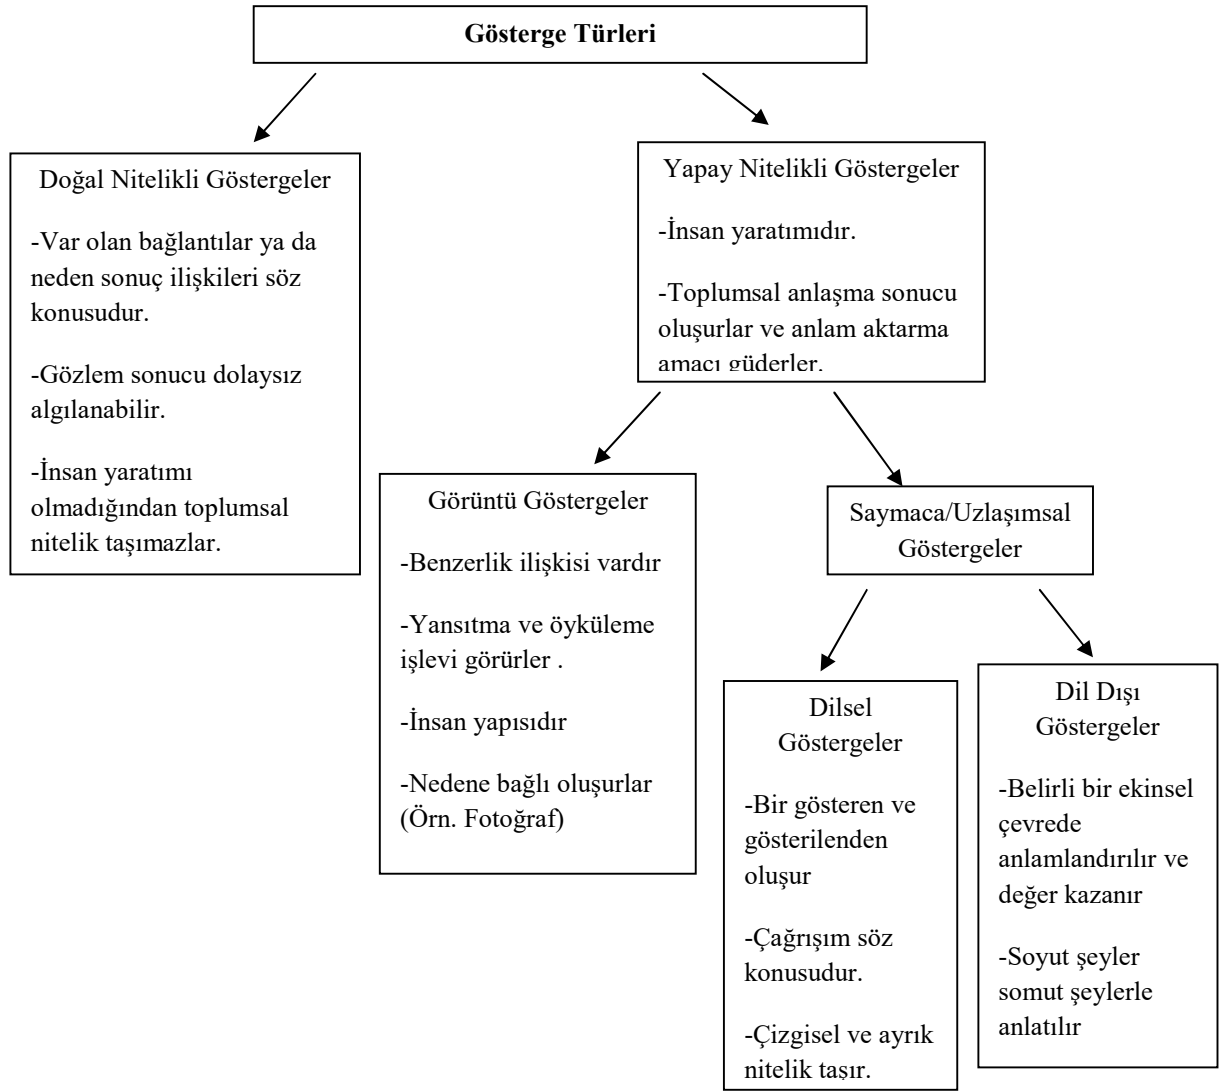 Gösterge Türleri
Doğal Nitelikli Göstergeler
-Var olan bağlantılar ya da
neden sonuç ilişkileri söz
konusudur.
-Gözlem sonucu dolaysız
algılanabilir.
-İnsan yaratımı
olmadığından toplumsal
nitelik taşımazlar.
Yapay Nitelikli Göstergeler
-İnsan yaratımıdır.
-Toplumsal anlaşma sonucu
oluşurlar ve anlam aktarma
amacı güderler.
Görüntü Göstergeler
-Benzerlik ilişkisi vardır
-Yansıtma ve öyküleme
işlevi görürler .
-İnsan yapısıdır
-Nedene bağlı oluşurlar
(Örn. Fotoğraf)
Saymaca/Uzlaşımsal
Göstergeler
Dilsel
Göstergeler
-Bir gösteren ve
gösterilenden
oluşur
-Çağrışım söz
konusudur.
-Çizgisel ve ayrık
nitelik taşır.
Dil Dışı
Göstergeler
-Belirli bir ekinsel
çevrede
anlamlandırılır ve
değer kazanır
-Soyut şeyler
somut şeylerle
anlatılır